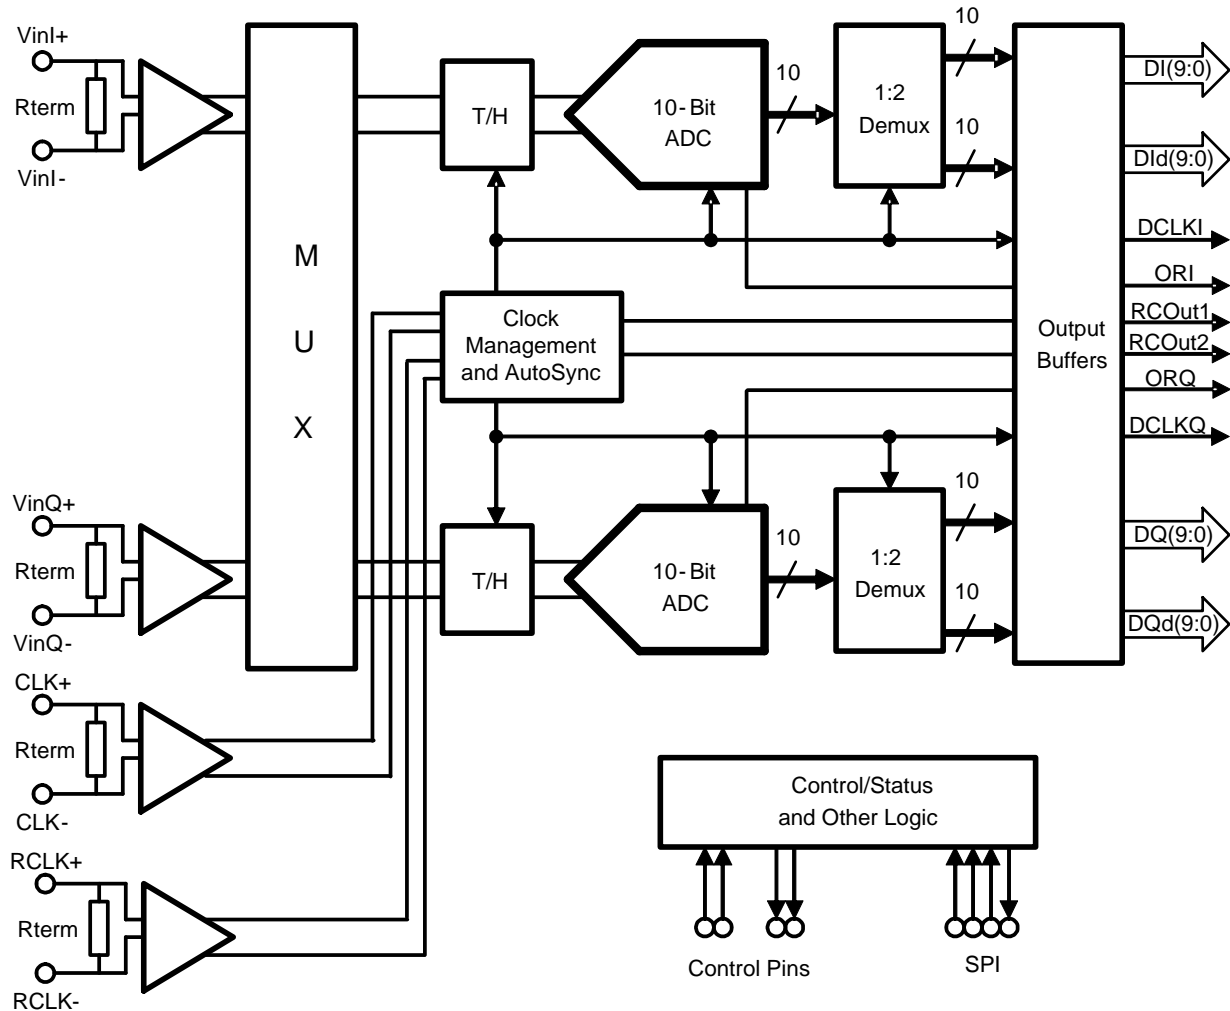 VinI+
Rterm
VinI-
M
U
X
T/H
10-Bit
ADC
10
1:2
Demux
10
10
DI(9:0)
DId(9:0)
DCLKI
ORI
RCOut1
RCOut2
ORQ
DCLKQ
Clock
Management
and AutoSync
Output
Buffers
VinQ+
Rterm
VinQ-
T/H
10-Bit
ADC
10
1:2
Demux
10
10
DQ(9:0)
DQd(9:0)
CLK+
Rterm
CLK-
RCLK+
Rterm
RCLK-
Control/Status
and Other Logic
Control Pins
SPI